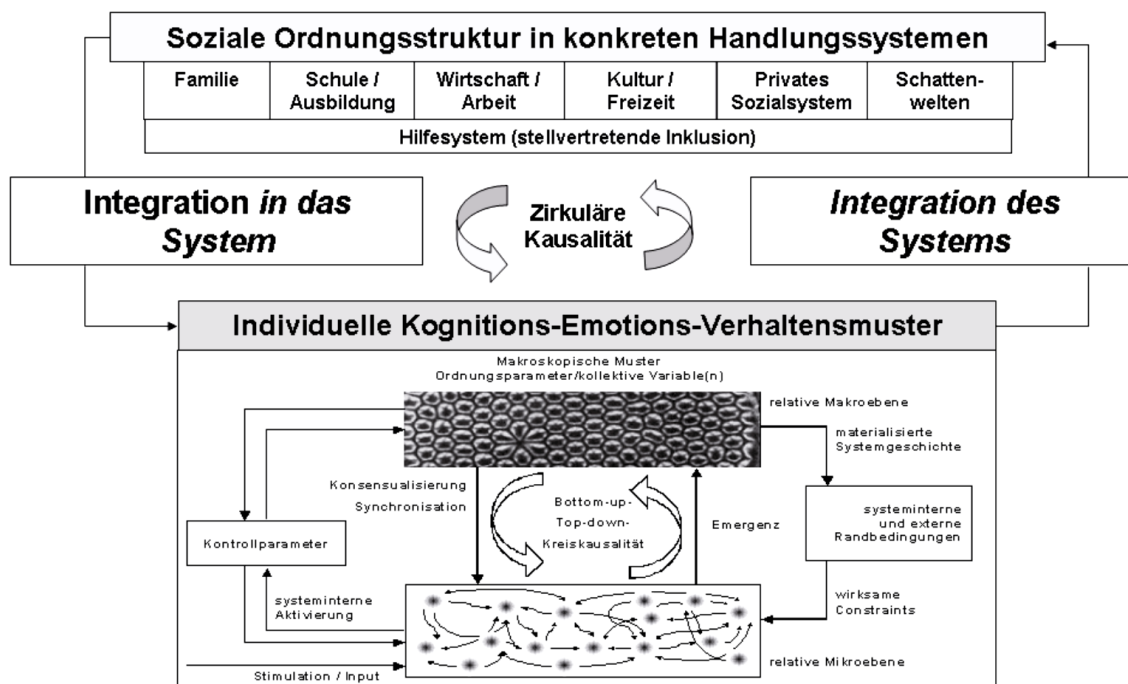 Soziale Ordnungsstruktur in konkreten Handlungssystemen
Familie
Schule /
Ausbildung
Wirtschaft /
Arbeit
Kultur /
Freizeit
Privates
Sozialsystem
Schatten-
welten
Hilfesystem (stellvertretende Inklusion)
Integration in das
System
Zirkuläre
Kausalität
Integration des
Systems
Individuelle Kognitions-Emotions-Verhaltensmuster
Makroskopische Muster
Ordnungsparameter/kollektive Variable(n)
relative Makroebene
materialisierte
Systemgeschichte
Konsensualisierung
Synchronisation
Bottom-up-
Top-down-
Kreiskausalität
Emergenz
systeminterne
und externe
Randbedingungen
Kontrollparameter
systeminterne
Aktivierung
wirksame
Constraints
relative Mikroebene
Stimulation / Input